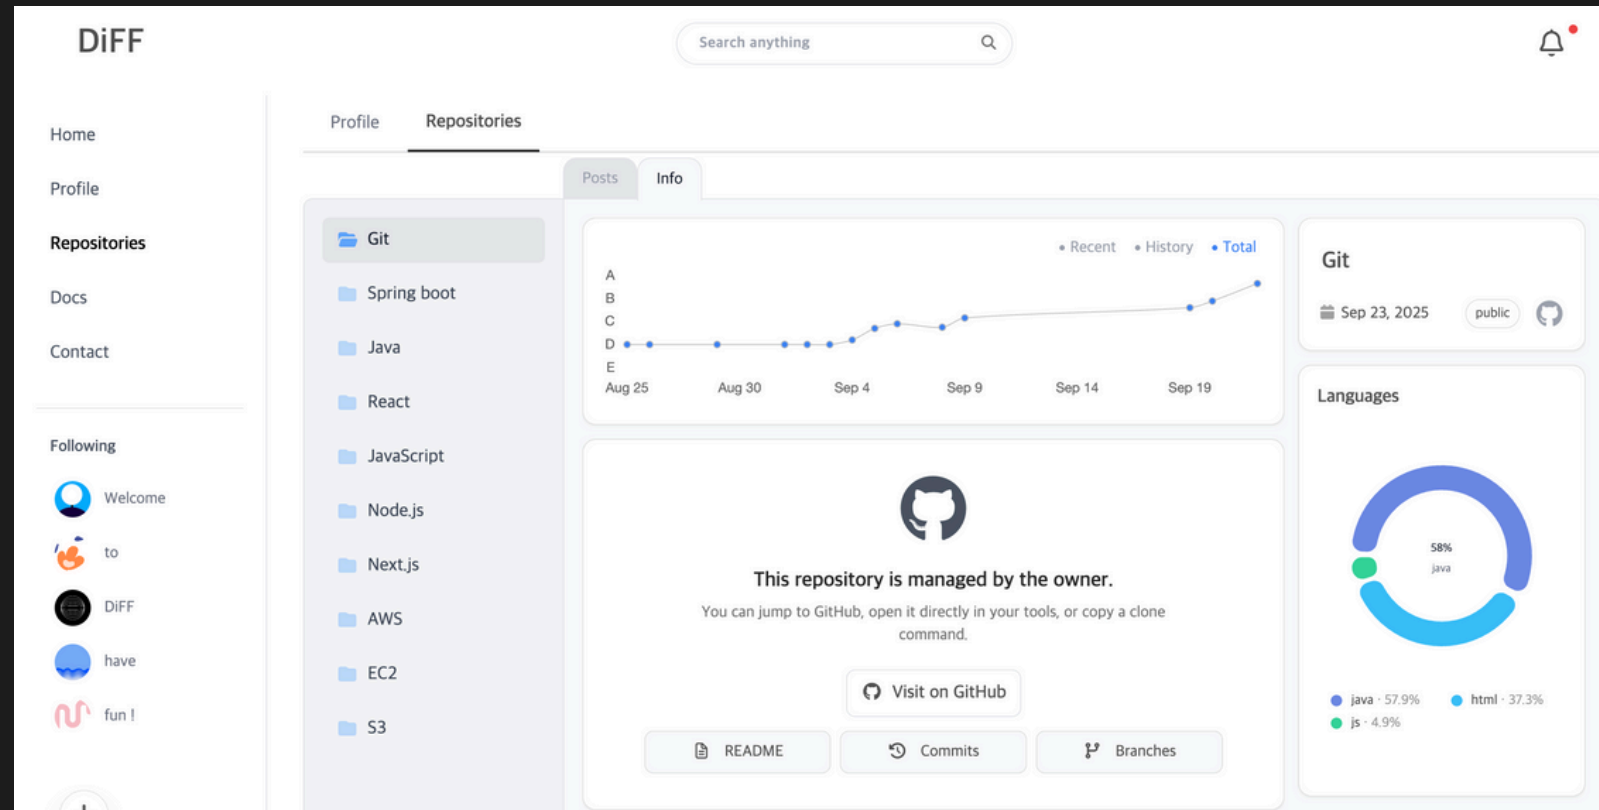 DiFF
Search anything
Home
Profile
Repositories
Docs
Contact
Following
Welcome
to
DiFF
have
fun !
Profile
Repositories
Posts
Info
Git
Spring boot
Java
React
JavaScript
Node.js
Next.js
AWS
EC2
S3
Recent
History
Total
A
B
C
D
E
Aug 25
Aug 30
Sep 4
Sep 9
Sep 14
Sep 19
This repository is managed by the owner.
You can jump to GitHub, open it directly in your tools, or copy a clone
command.
Visit on GitHub
README
Commits
Branches
Git
Sep 23, 2025
public
Languages
58%
java
java · 57.9%
html · 37.3%
js · 4.9%